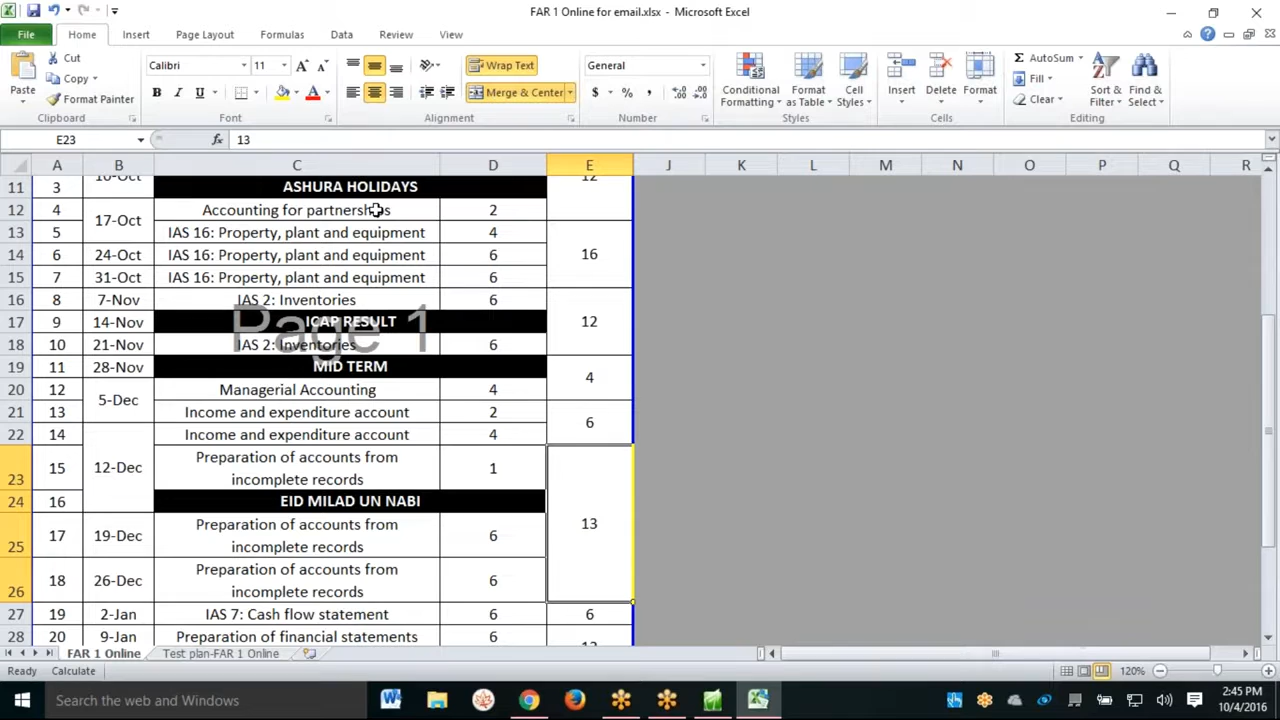 FAR 1 Online for email.xlsx - Microsoft Excel
File Home Insert Page Layout Formulas Data Review View
Cut Calibri 11 A A Wrap Text General AutoSum
Copy Paste Format Painter B I U A Merge & Center $ % , Conditional Formatting Format as Table Cell Styles Insert Delete Format Fill Clear Sort & Filter Find & Select
Clipboard Font Alignment Number Styles Cells Editing
E23 fx 13
A B C D E J K L M N O P Q R
11 3 ASHURA HOLIDAYS 12
12 4 17-Oct Accounting for partnerships 2
13 5 IAS 16: Property, plant and equipment 4
14 6 24-Oct IAS 16: Property, plant and equipment 6 16
15 7 31-Oct IAS 16: Property, plant and equipment 6
16 8 7-Nov IAS 2: Inventories 6
Page 1
17 9 14-Nov ICAP RESULT 12
18 10 21-Nov IAS 2: Inventories 6
19 11 28-Nov MID TERM 4
20 12 5-Dec Managerial Accounting 4
21 13 Income and expenditure account 2 6
22 14 Income and expenditure account 4
23 15 12-Dec Preparation of accounts from
incomplete records 1
24 16 EID MILAD UN NABI 13
25 17 19-Dec Preparation of accounts from
incomplete records 6
26 18 26-Dec Preparation of accounts from
incomplete records 6
27 19 2-Jan IAS 7: Cash flow statement 6 6
28 20 9-Jan Preparation of financial statements 6
FAR 1 Online Test plan-FAR 1 Online
Ready Calculate 120%
Search the web and Windows 2:45 PM
10/4/2016